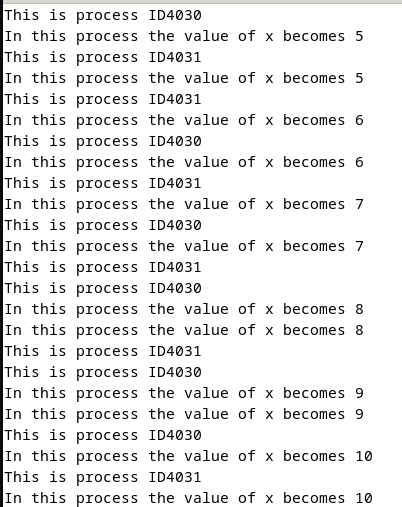 This is process ID4030
In this process the value of x becomes 5
This is process ID4031
In this process the value of x becomes 5
This is process ID4031
In this process the value of x becomes 6
This is process ID4030
In this process the value of x becomes 6
This is process ID4031
In this process the value of x becomes 7
This is process ID4030
In this process the value of x becomes 7
This is process ID4031
This is process ID4030
In this process the value of x becomes 8
In this process the value of x becomes 8
This is process ID4031
This is process ID4030
In this process the value of x becomes 9
In this process the value of x becomes 9
This is process ID4030
In this process the value of x becomes 10
This is process ID4031
In this process the value of x becomes 10